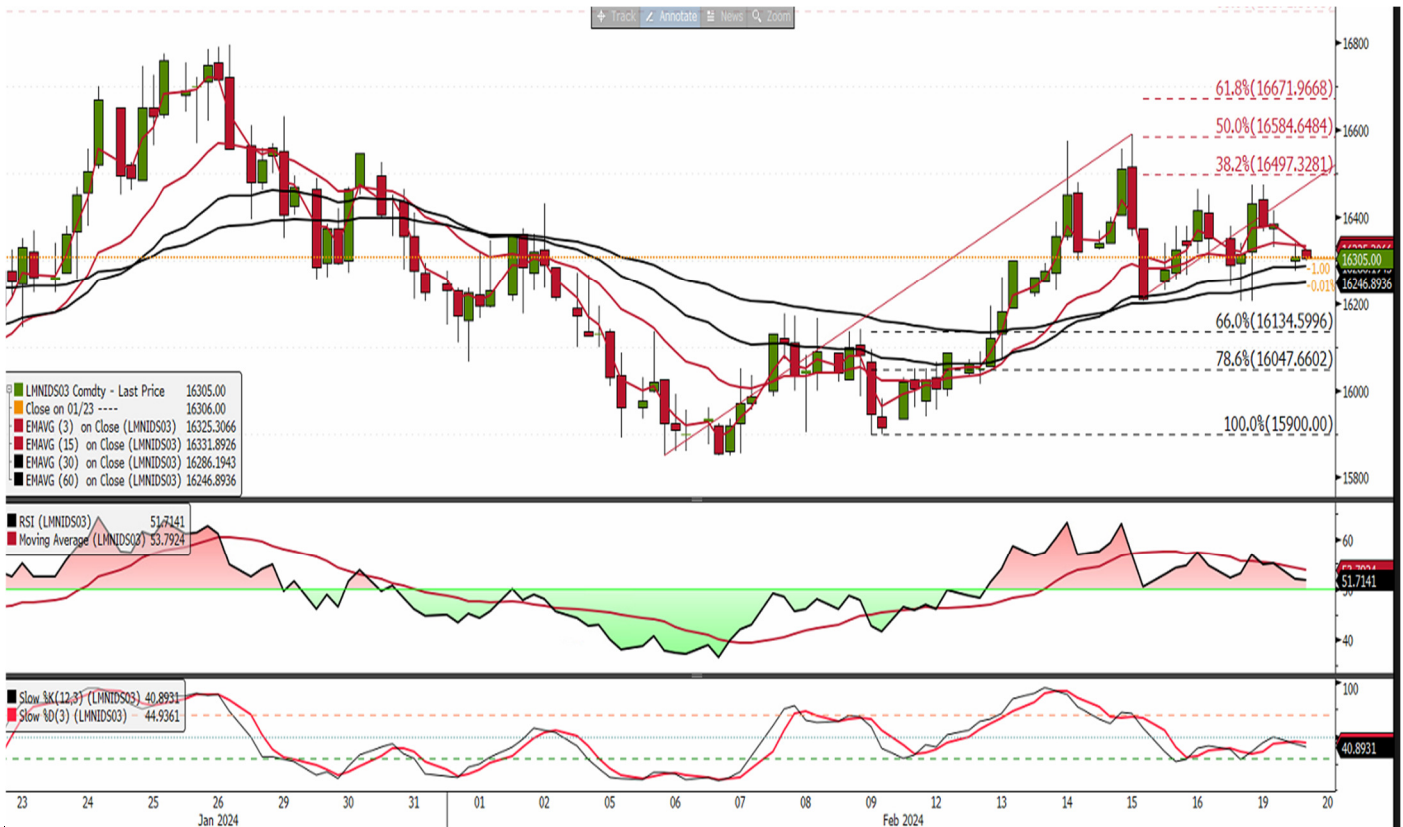 Track Annotate News Zoom
16800
61.8%(16671.9668)
50.0%(16584.6484)
16600
38.2%(16497.3281)
16400
16305.00
-1.00
16246.8936
-0.01%
16200
66.0%(16134.5996)
78.6%(16047.6602)
16000
100.0%(15900.00)
15800
LMNIDS03 Comdty - Last Price 16305.00
Close on 01/23 ---- 16306.00
EMAVG (3) on Close (LMNIDS03) 16325.3066
EMAVG (15) on Close (LMNIDS03) 16331.8926
EMAVG (30) on Close (LMNIDS03) 16286.1943
EMAVG (60) on Close (LMNIDS03) 16246.8936
RSI (LMNIDS03) 51.7141
Moving Average (LMNIDS03) 53.7924
60
51.7141
40
Slow %K(12,3) (LMNIDS03) 40.8931
Slow %D(3) (LMNIDS03) 44.9361
100
40.8931
23 24 25 26 29 30 31 01 02 05 06 07 08 09 12 13 14 15 16 19 20
Jan 2024 Feb 2024